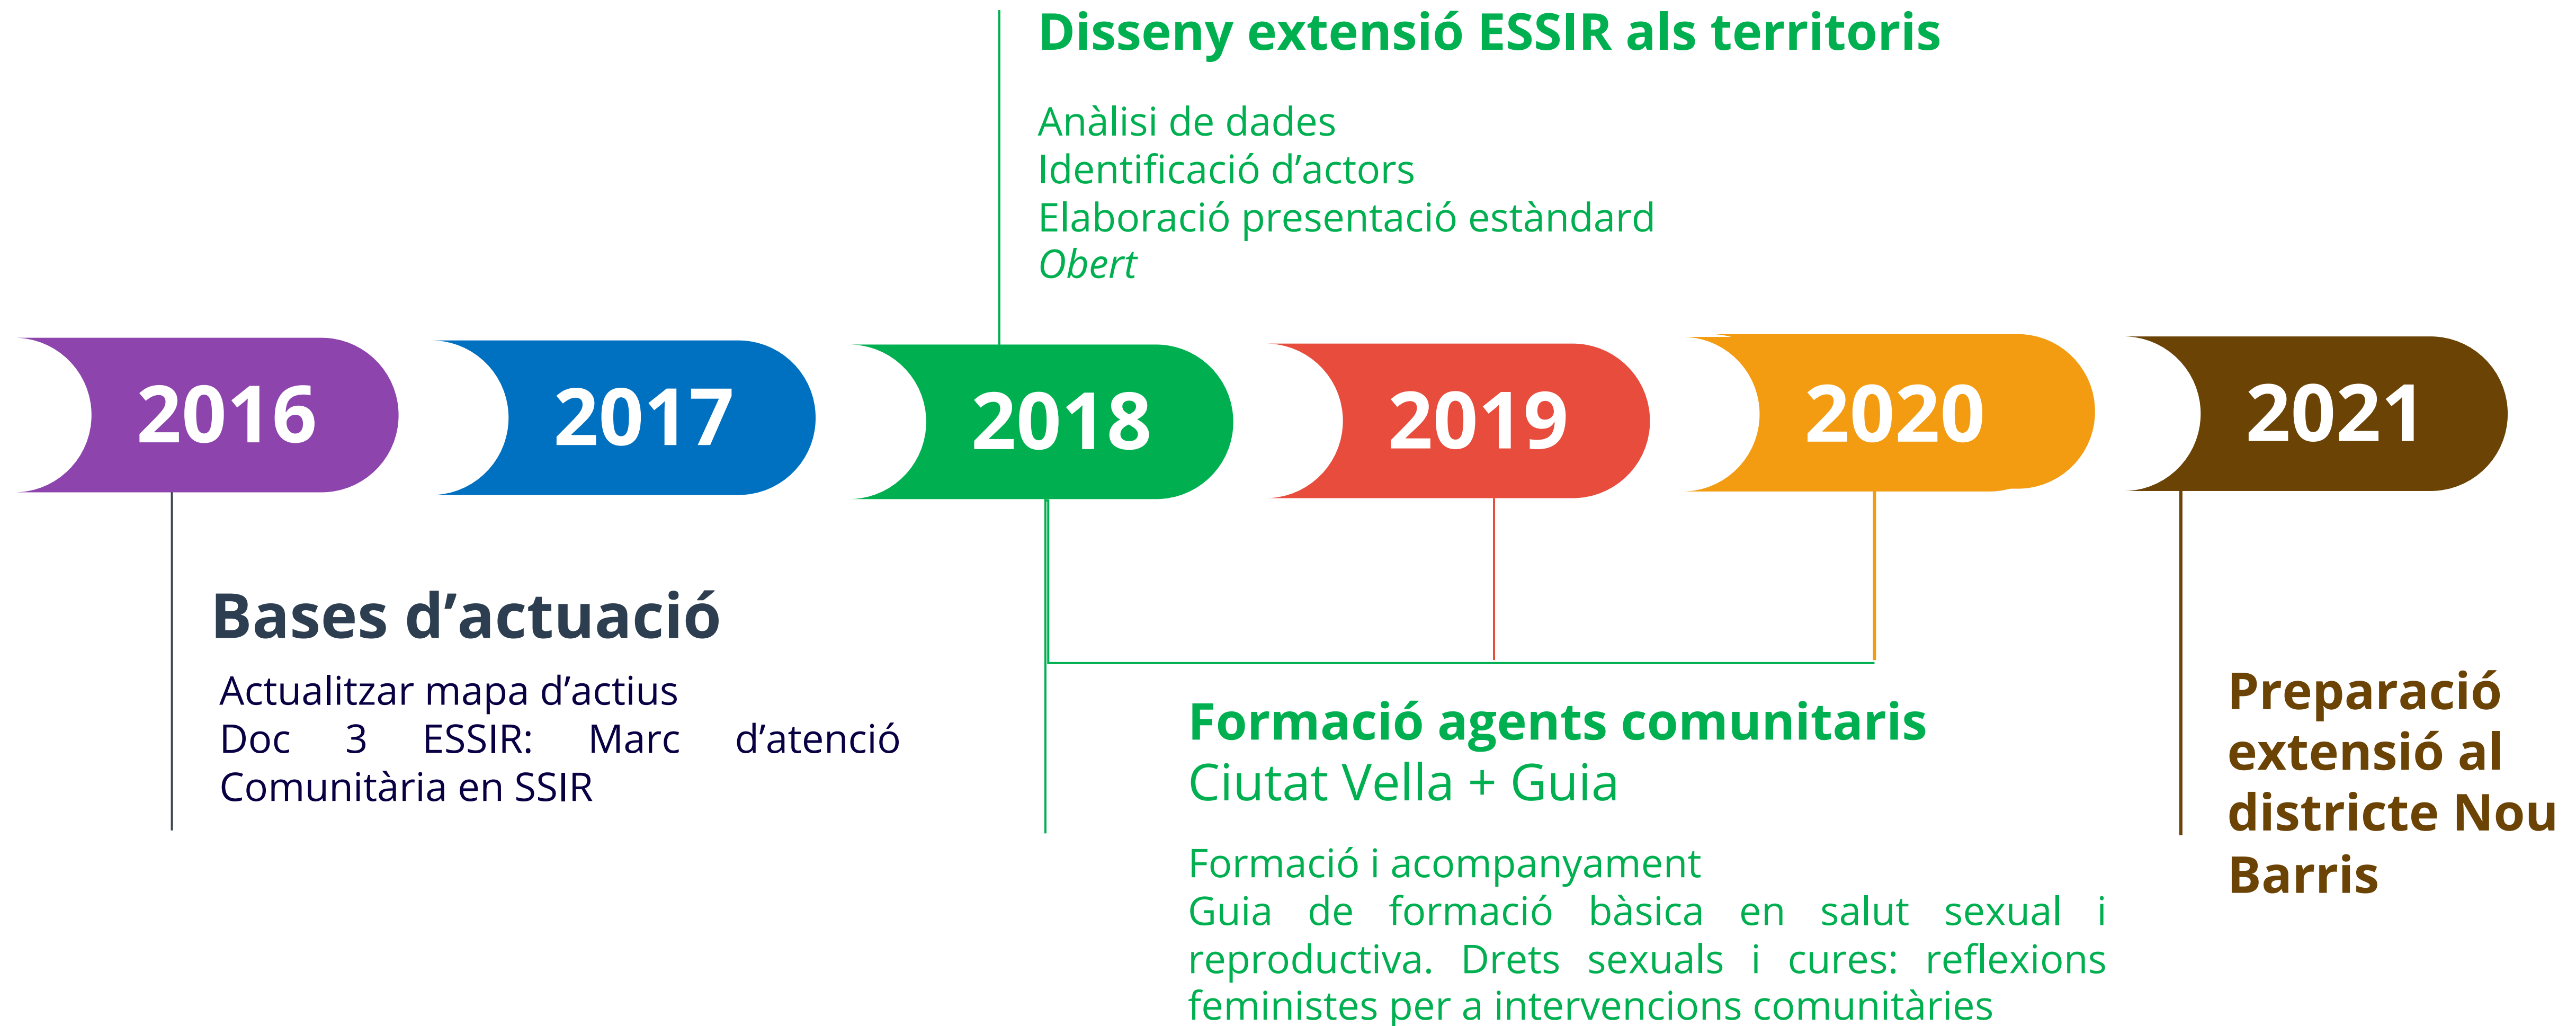 Disseny extensió ESSIR als territoris
Anàlisi de dades
Identificació d’actors
Elaboració presentació estàndard
Obert
2016
2017
2018
2019
2020
2021
Bases d’actuació
Actualitzar mapa d’actius
Doc 3 ESSIR: Marc d’atenció
Comunitària en SSIR
Formació agents comunitaris
Ciutat Vella + Guia
Formació i acompanyament
Guia de formació bàsica en salut sexual i
reproductiva. Drets sexuals i cures: reflexions
feministes per a intervencions comunitàries
Preparació
extensió al
districte Nou
Barris